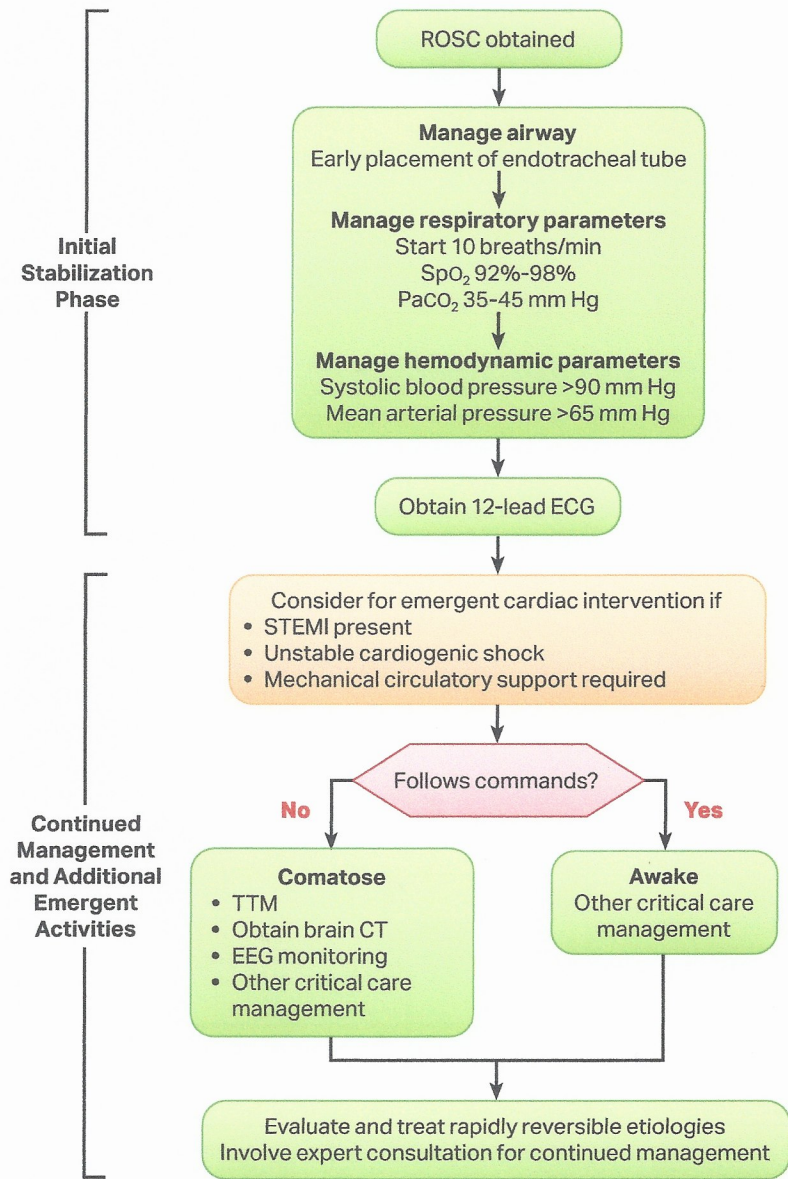 ROSC obtained
Manage airway
Early placement of endotracheal tube
Manage respiratory parameters
Start 10 breaths/min
SpO₂ 92%-98%
PaCO₂ 35-45 mm Hg
Manage hemodynamic parameters
Systolic blood pressure >90 mm Hg
Mean arterial pressure >65 mm Hg
Obtain 12-lead ECG
Initial
Stabilization
Phase
Consider for emergent cardiac intervention if
• STEMI present
• Unstable cardiogenic shock
• Mechanical circulatory support required
Follows commands?
No
Yes
Comatose
• TTM
• Obtain brain CT
• EEG monitoring
• Other critical care
management
Awake
Other critical care
management
Continued
Management
and Additional
Emergent
Activities
Evaluate and treat rapidly reversible etiologies
Involve expert consultation for continued management